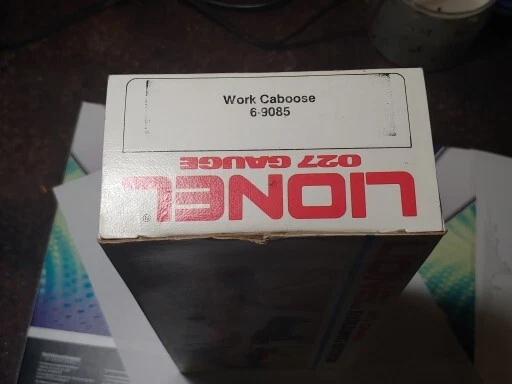 Work Caboose
6-9085
027 GAUGE
LIONEL
®